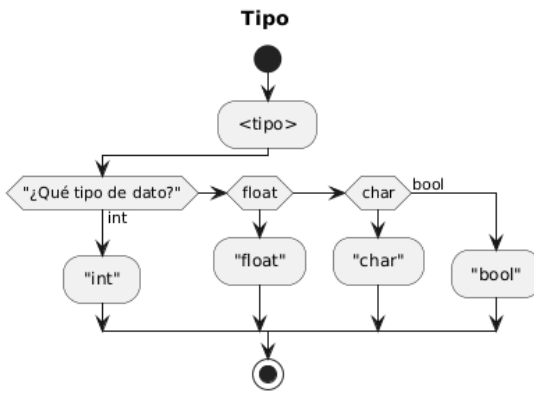 Tipo
<tipo>
"¿Qué tipo de dato?"
float
char
bool
int
"int"
"float"
"char"
"bool"